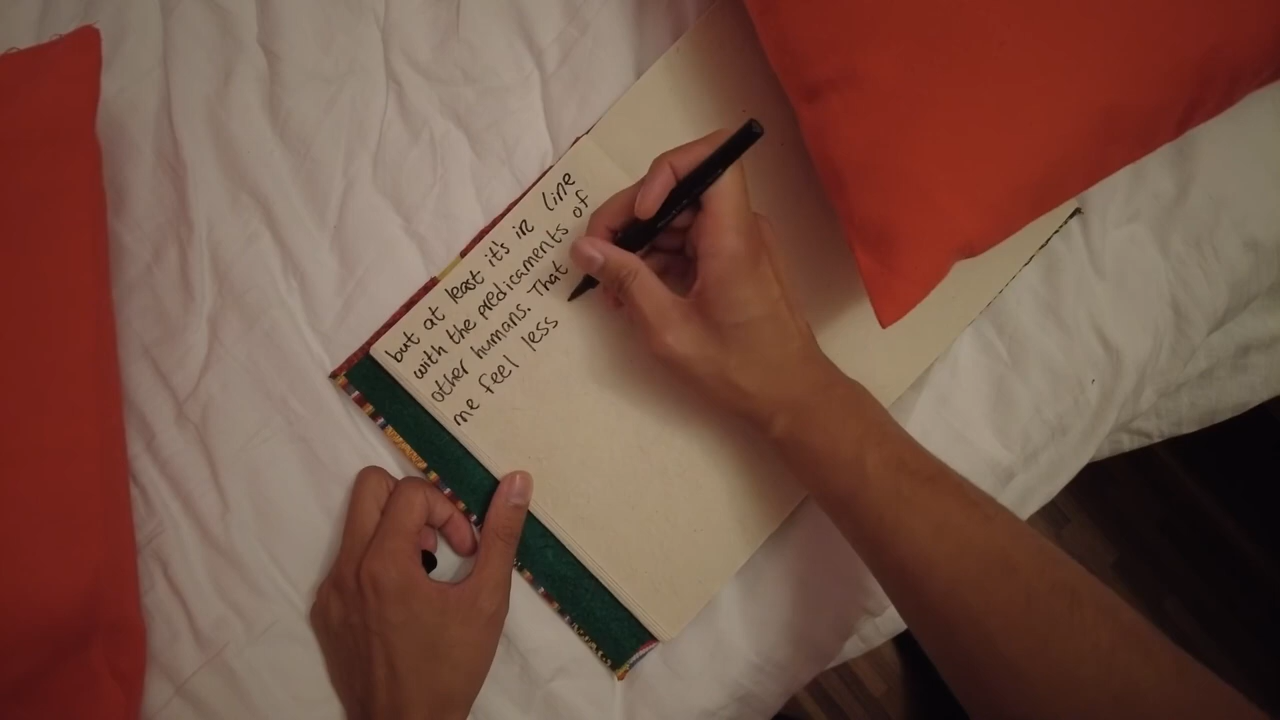 but at least it's in line
with the predicaments of
other humans. That
me feel less